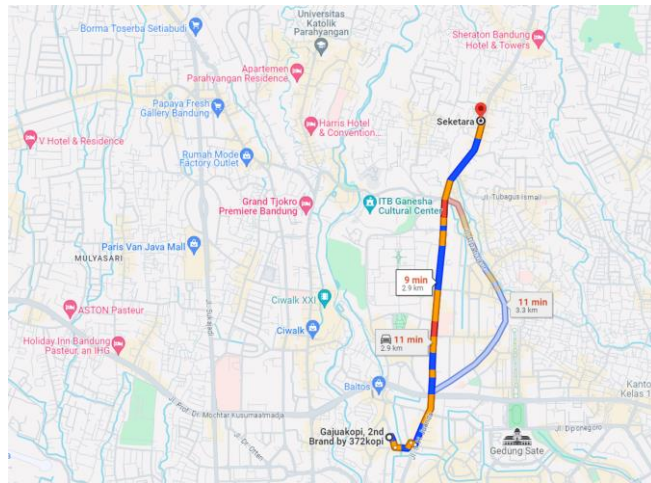 Borma Toserba Setiabudi
Universitas
Katolik
Parahyangan
Sheraton Bandung
Hotel & Towers
Apartemen
Parahyangan Residence
Papaya Fresh
Gallery Bandung
Seketara
V Hotel & Residence
Harris Hotel
& Convention...
Rumah Mode
Factory Outlet
Jl. Tubagus Ismail
Grand Tjokro
Premiere Bandung
ITB Ganesha
Cultural Center
Paris Van Java Mall
MULYASARI
9 min
2.9 km
Ciwalk XXI
11 min
3.3 km
ASTON Pasteur
Jl. Sukajadi
Ciwalk
11 min
2.9 km
Holiday Inn Bandung
Pasteur, an IHG
Baltos
Kanto
Kelas 1
Jl. Prof. Dr. Mochtar Kusumaatmadja
Gajuakopi, 2nd
Brand by 372kopi
Jl. Diponegoro
Gedung Sate